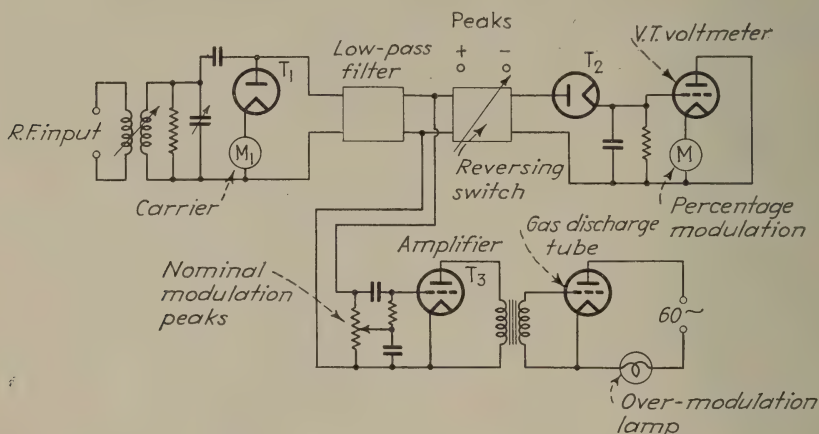 Peaks
+ −
Low-pass
filter
V.T. voltmeter
T1
T2
R.F. input
M1
M
Carrier
Reversing
switch
Percentage
modulation
Gas discharge
tube
Amplifier
T3
Nominal
modulation
peaks
60~
Over-modulation
lamp